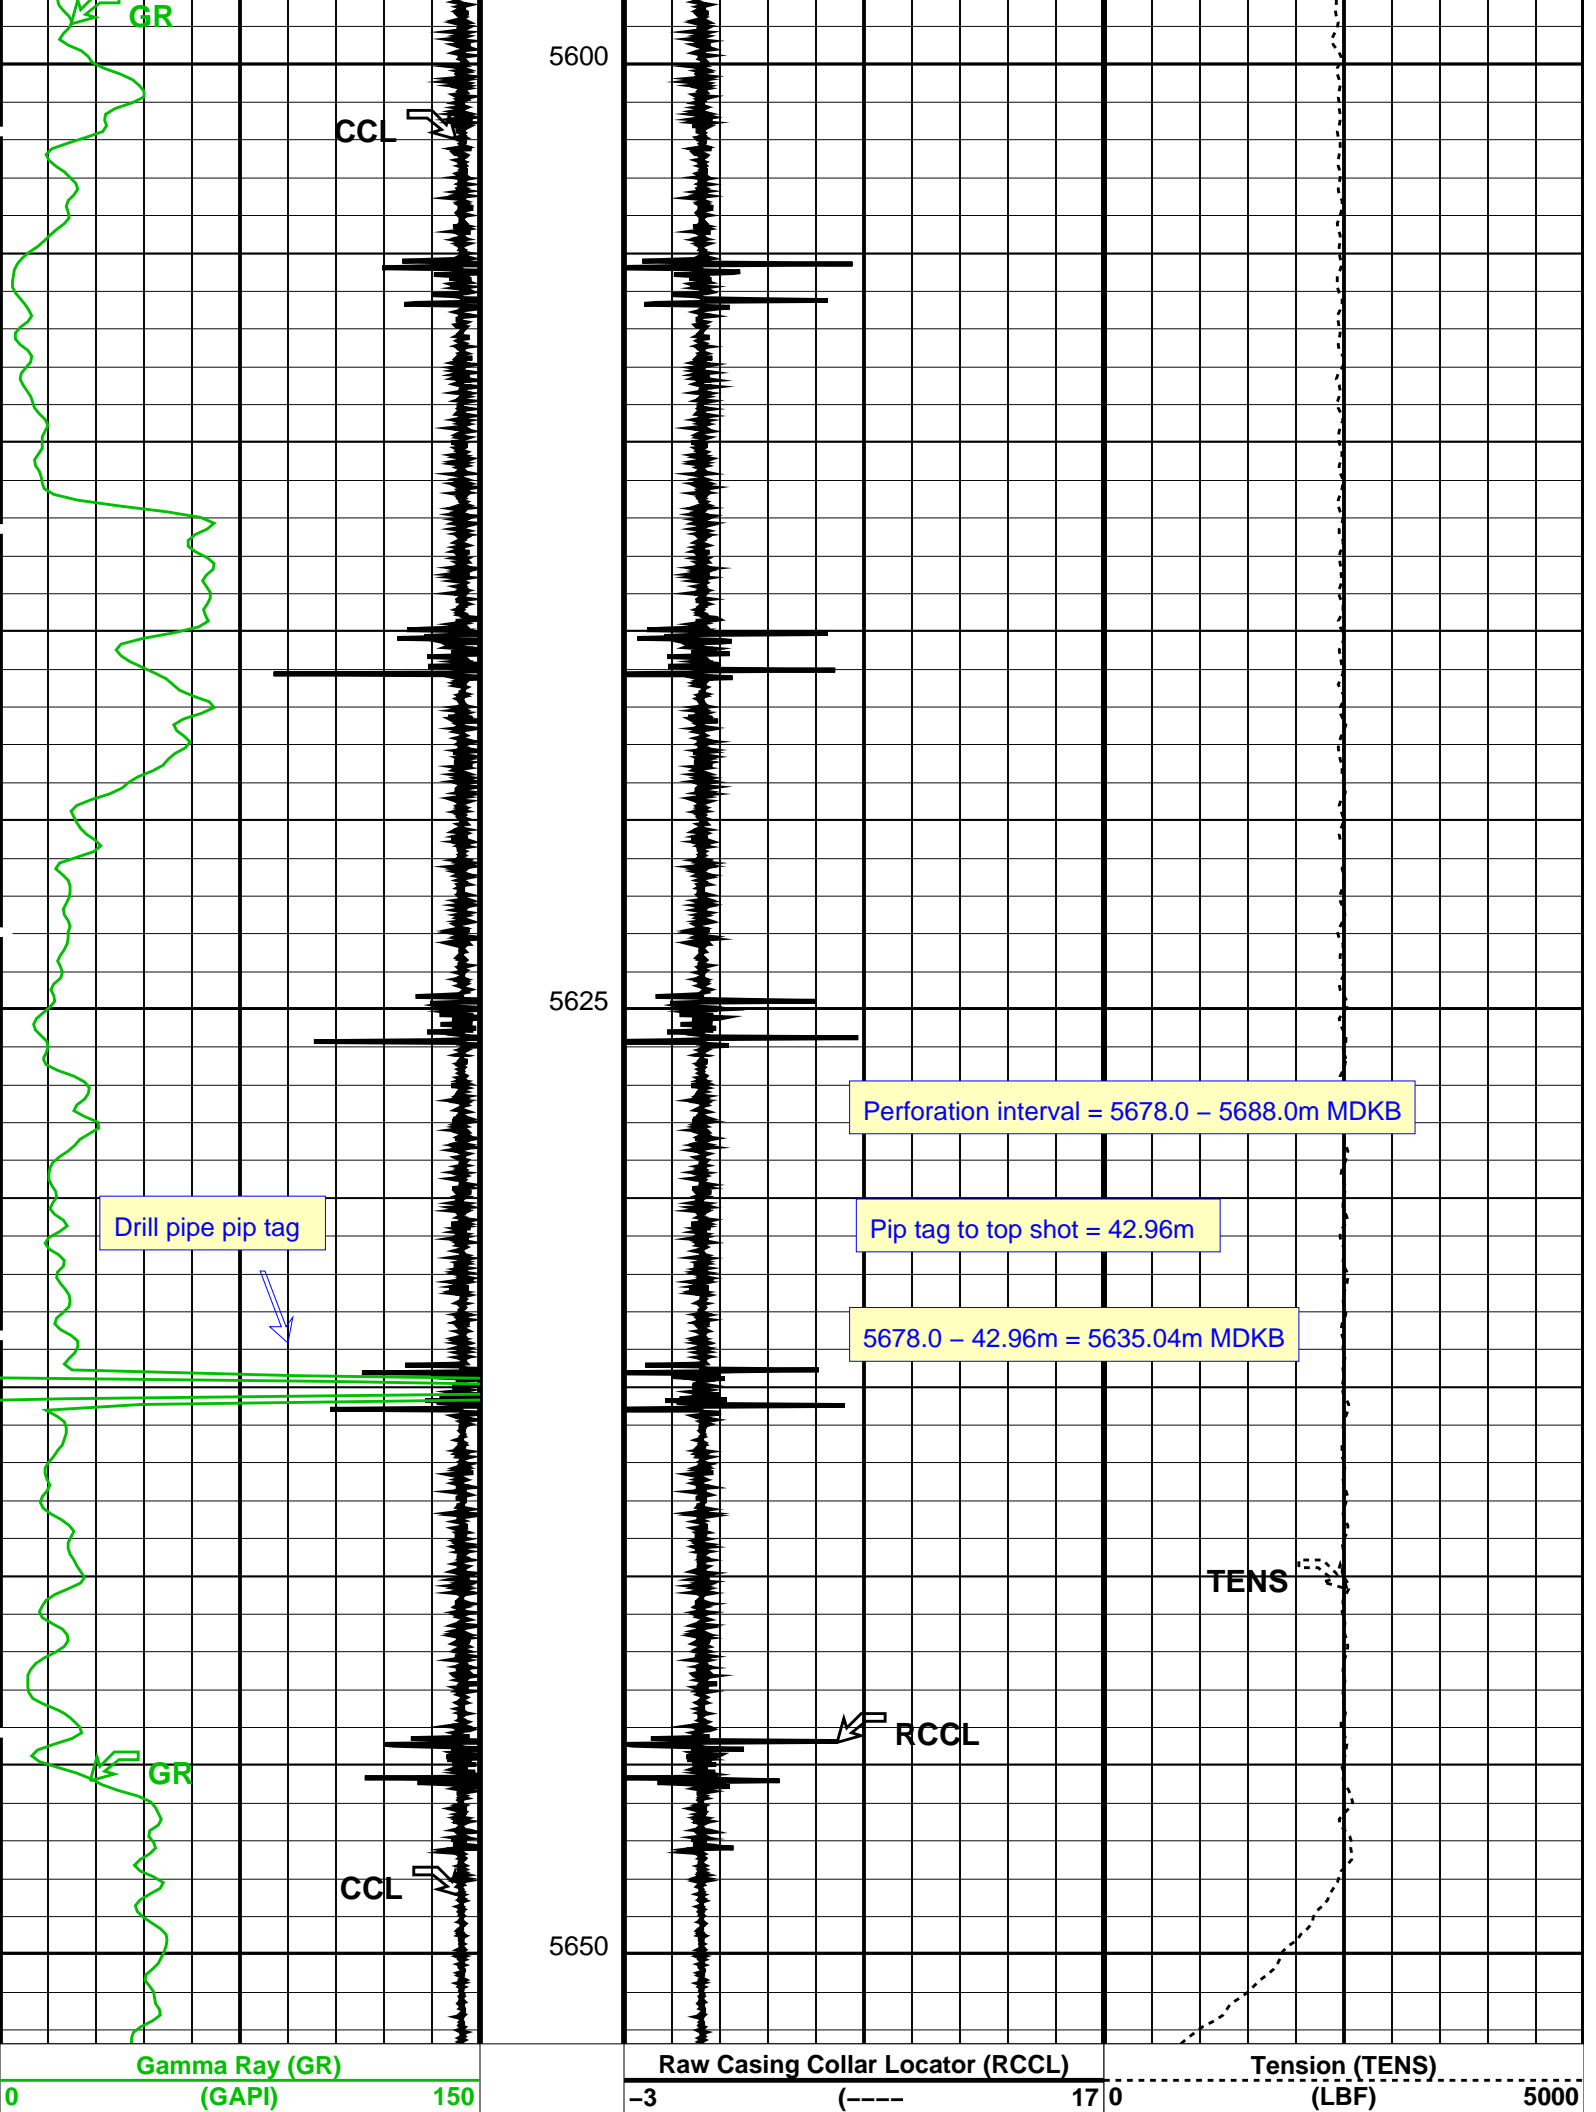 GR
5600
CCL
5625
Perforation interval = 5678.0 – 5688.0m MDKB
Drill pipe pip tag
Pip tag to top shot = 42.96m
5678.0 – 42.96m = 5635.04m MDKB
TENS
RCCL
GR
CCL
5650
Gamma Ray (GR)
0 (GAPI) 150
Raw Casing Collar Locator (RCCL)
–3 (–––– 17
Tension (TENS)
0 (LBF) 5000